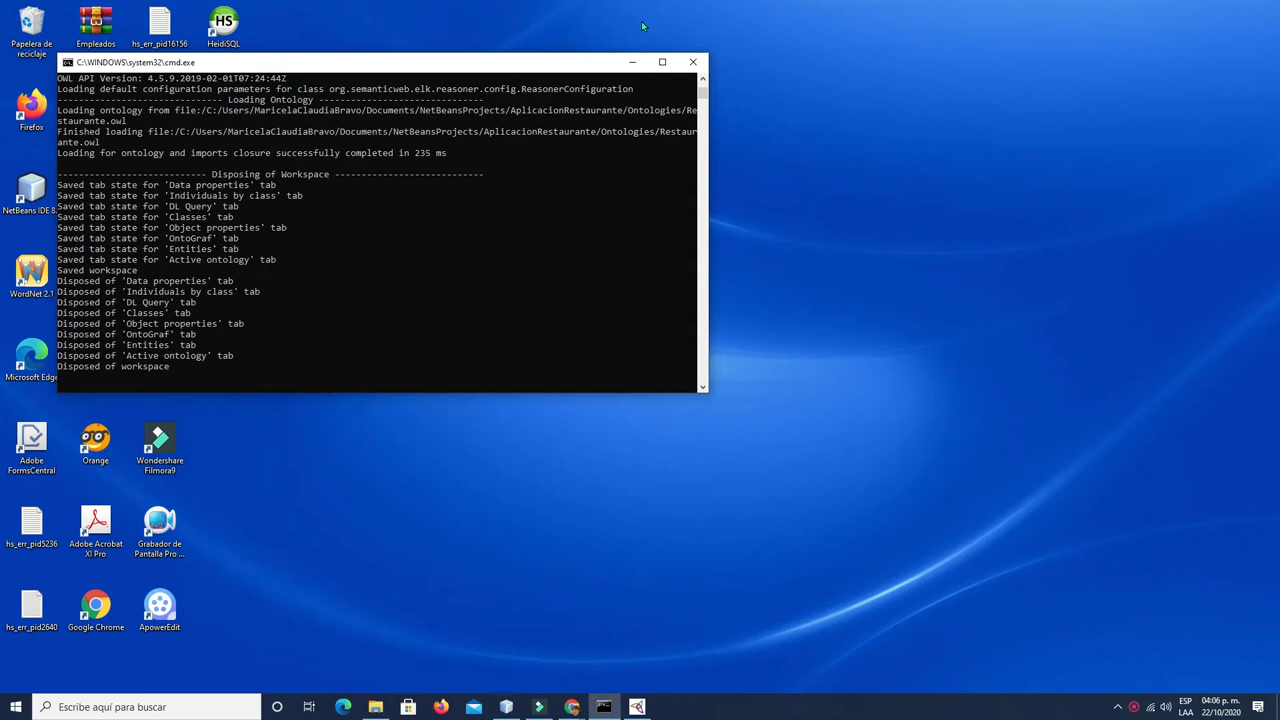 Papelera de
reciclaje
Empleados
hs_err_pid16156
HS
HeidiSQL
C:\WINDOWS\system32\cmd.exe
OWL API Version: 4.5.9.2019-02-01T07:24:44Z
Loading default configuration parameters for class org.semanticweb.elk.reasoner.config.ReasonerConfiguration
------------------------------- Loading Ontology -------------------------------
Loading ontology from file:/C:/Users/MaricelaClaudiaBravo/Documents/NetBeansProjects/AplicacionRestaurante/Ontologies/Re
staurante.owl
Finished loading file:/C:/Users/MaricelaClaudiaBravo/Documents/NetBeansProjects/AplicacionRestaurante/Ontologies/Restaur
ante.owl
Loading for ontology and imports closure successfully completed in 235 ms
---------------------------- Disposing of Workspace ----------------------------
Saved tab state for 'Data properties' tab
Saved tab state for 'Individuals by class' tab
Saved tab state for 'DL Query' tab
Saved tab state for 'Classes' tab
Saved tab state for 'Object properties' tab
Saved tab state for 'OntoGraf' tab
Saved tab state for 'Entities' tab
Saved tab state for 'Active ontology' tab
Saved workspace
Disposed of 'Data properties' tab
Disposed of 'Individuals by class' tab
Disposed of 'DL Query' tab
Disposed of 'Classes' tab
Disposed of 'Object properties' tab
Disposed of 'OntoGraf' tab
Disposed of 'Entities' tab
Disposed of 'Active ontology' tab
Disposed of workspace
Firefox
NetBeans IDE 8
WordNet 2.1
Microsoft Edge
Adobe
FormsCentral
Orange
Wondershare
Filmora9
hs_err_pid5236
Adobe Acrobat
XI Pro
Grabador de
Pantalla Pro ...
hs_err_pid2640
Google Chrome
ApowerEdit
Escribe aquí para buscar
ESP
LAA
04:06 p. m.
22/10/2020